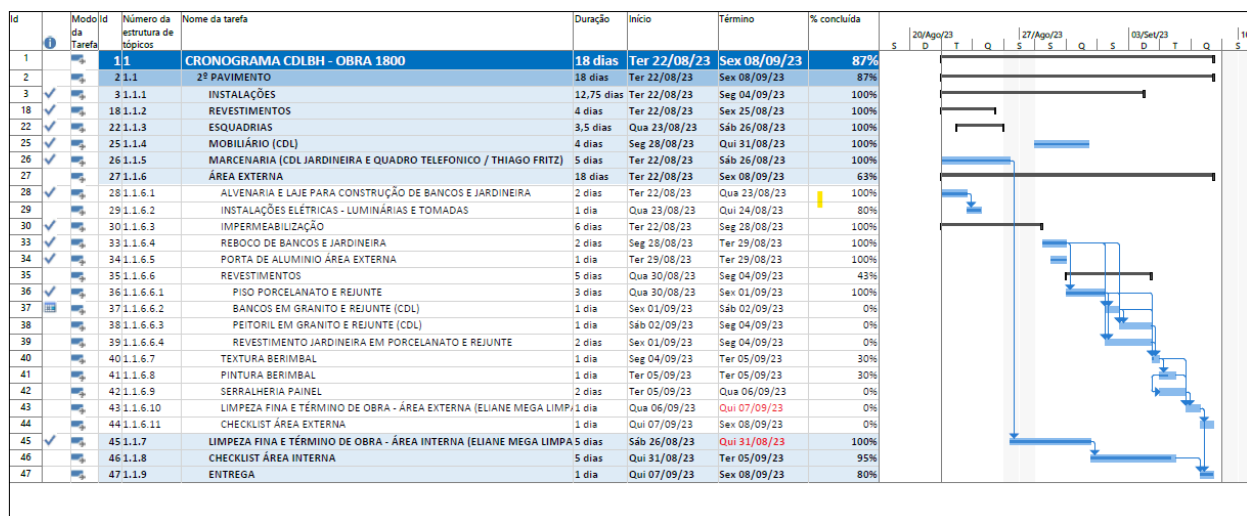 Id Modo da Tarefa Id Número da estrutura de tópicos Nome da tarefa Duração Início Término % concluída
20/Ago/23 27/Ago/23 03/Set/23 1
S D T Q S S Q S D T Q S
1 1 1 CRONOGRAMA CDLBH - OBRA 1800 18 dias Ter 22/08/23 Sex 08/09/23 87%
2 2 1.1 2º PAVIMENTO 18 dias Ter 22/08/23 Sex 08/09/23 87%
3 3 1.1.1 INSTALAÇÕES 12,75 dias Ter 22/08/23 Seg 04/09/23 100%
18 18 1.1.2 REVESTIMENTOS 4 dias Ter 22/08/23 Sex 25/08/23 100%
22 22 1.1.3 ESQUADRIAS 3,5 dias Qua 23/08/23 Sáb 26/08/23 100%
25 25 1.1.4 MOBILIÁRIO (CDL) 4 dias Seg 28/08/23 Qui 31/08/23 100%
26 26 1.1.5 MARCENARIA (CDL JARDINEIRA E QUADRO TELEFONICO / THIAGO FRITZ) 5 dias Ter 22/08/23 Sáb 26/08/23 100%
27 27 1.1.6 ÁREA EXTERNA 18 dias Ter 22/08/23 Sex 08/09/23 63%
28 28 1.1.6.1 ALVENARIA E LAJE PARA CONSTRUÇÃO DE BANCOS E JARDINEIRA 2 dias Ter 22/08/23 Qua 23/08/23 100%
29 29 1.1.6.2 INSTALAÇÕES ELÉTRICAS - LUMINÁRIAS E TOMADAS 1 dia Qua 23/08/23 Qui 24/08/23 80%
30 30 1.1.6.3 IMPERMEABILIZAÇÃO 6 dias Ter 22/08/23 Seg 28/08/23 100%
33 33 1.1.6.4 REBOCO DE BANCOS E JARDINEIRA 2 dias Seg 28/08/23 Ter 29/08/23 100%
34 34 1.1.6.5 PORTA DE ALUMINIO ÁREA EXTERNA 1 dia Ter 29/08/23 Ter 29/08/23 100%
35 35 1.1.6.6 REVESTIMENTOS 5 dias Qua 30/08/23 Seg 04/09/23 43%
36 36 1.1.6.6.1 PISO PORCELANATO E REJUNTE 3 dias Qua 30/08/23 Sex 01/09/23 100%
37 37 1.1.6.6.2 BANCOS EM GRANITO E REJUNTE (CDL) 1 dia Sex 01/09/23 Sáb 02/09/23 0%
38 38 1.1.6.6.3 PEITORIL EM GRANITO E REJUNTE (CDL) 1 dia Sáb 02/09/23 Seg 04/09/23 0%
39 39 1.1.6.6.4 REVESTIMENTO JARDINEIRA EM PORCELANATO E REJUNTE 2 dias Sex 01/09/23 Seg 04/09/23 0%
40 40 1.1.6.7 TEXTURA BERIMBAL 1 dia Seg 04/09/23 Ter 05/09/23 30%
41 41 1.1.6.8 PINTURA BERIMBAL 1 dia Ter 05/09/23 Ter 05/09/23 30%
42 42 1.1.6.9 SERRALHERIA PAINEL 2 dias Ter 05/09/23 Qua 06/09/23 0%
43 43 1.1.6.10 LIMPEZA FINA E TÉRMINO DE OBRA - ÁREA EXTERNA (ELIANE MEGA LIMP 1 dia Qua 06/09/23 Qui 07/09/23 0%
44 44 1.1.6.11 CHECKLIST ÁREA EXTERNA 1 dia Qui 07/09/23 Sex 08/09/23 0%
45 45 1.1.7 LIMPEZA FINA E TÉRMINO DE OBRA - ÁREA INTERNA (ELIANE MEGA LIMPA 5 dias Sáb 26/08/23 Qui 31/08/23 100%
46 46 1.1.8 CHECKLIST ÁREA INTERNA 5 dias Qui 31/08/23 Ter 05/09/23 95%
47 47 1.1.9 ENTREGA 1 dia Qui 07/09/23 Sex 08/09/23 80%